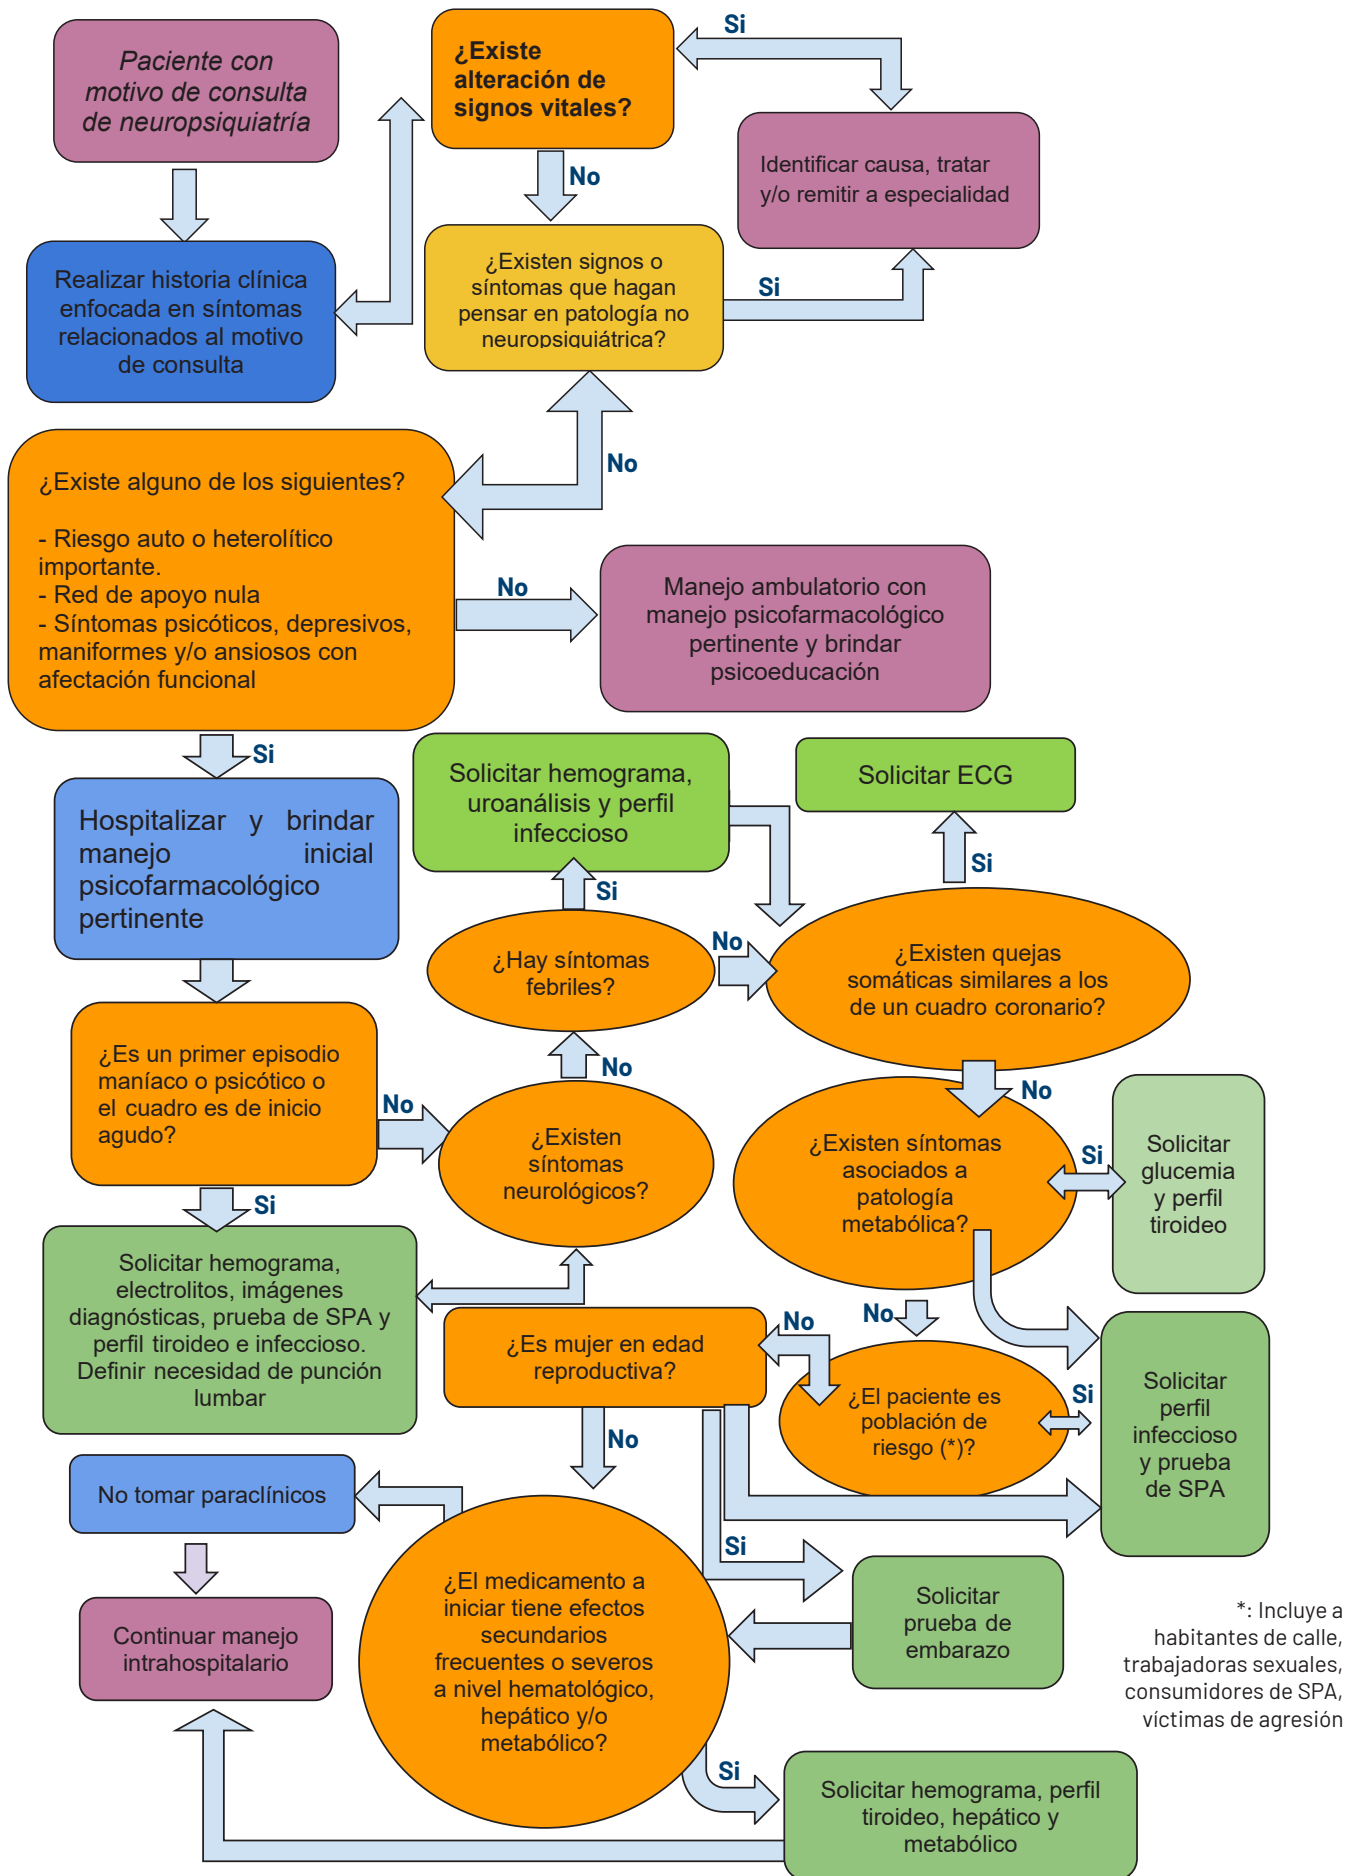 Paciente con
motivo de consulta
de neuropsiquiatría
¿Existe
alteración de
signos vitales?
Si
No
Identificar causa, tratar
y/o remitir a especialidad
Realizar historia clínica
enfocada en síntomas
relacionados al motivo
de consulta
¿Existen signos o
síntomas que hagan
pensar en patología no
neuropsiquiátrica?
Si
No
¿Existe alguno de los siguientes?
- Riesgo auto o heterolítico
importante.
- Red de apoyo nula
- Síntomas psicóticos, depresivos,
maniformes y/o ansiosos con
afectación funcional
No
Manejo ambulatorio con
manejo psicofarmacológico
pertinente y brindar
psicoeducación
Si
Hospitalizar y brindar
manejo inicial
psicofarmacológico
pertinente
Solicitar hemograma,
uroanálisis y perfil
infeccioso
Solicitar ECG
Si
Si
¿Hay síntomas
febriles?
No
¿Existen quejas
somáticas similares a los
de un cuadro coronario?
¿Es un primer episodio
maníaco o psicótico o
el cuadro es de inicio
agudo?
No
No
¿Existen
síntomas
neurológicos?
No
¿Existen síntomas
asociados a
patología
metabólica?
Si
Solicitar
glucemia
y perfil
tiroideo
Si
Solicitar hemograma,
electrolitos, imágenes
diagnósticas, prueba de SPA y
perfil tiroideo e infeccioso.
Definir necesidad de punción
lumbar
¿Es mujer en edad
reproductiva?
No
No
¿El paciente es
población de
riesgo (*)?
Si
Solicitar
perfil
infeccioso
y prueba
de SPA
No
No tomar paraclínicos
Continuar manejo
intrahospitalario
¿El medicamento a
iniciar tiene efectos
secundarios
frecuentes o severos
a nivel hematológico,
hepático y/o
metabólico?
Si
Solicitar
prueba de
embarazo
*: Incluye a
habitantes de calle,
trabajadoras sexuales,
consumidores de SPA,
víctimas de agresión
Si
Solicitar hemograma, perfil
tiroideo, hepático y
metabólico